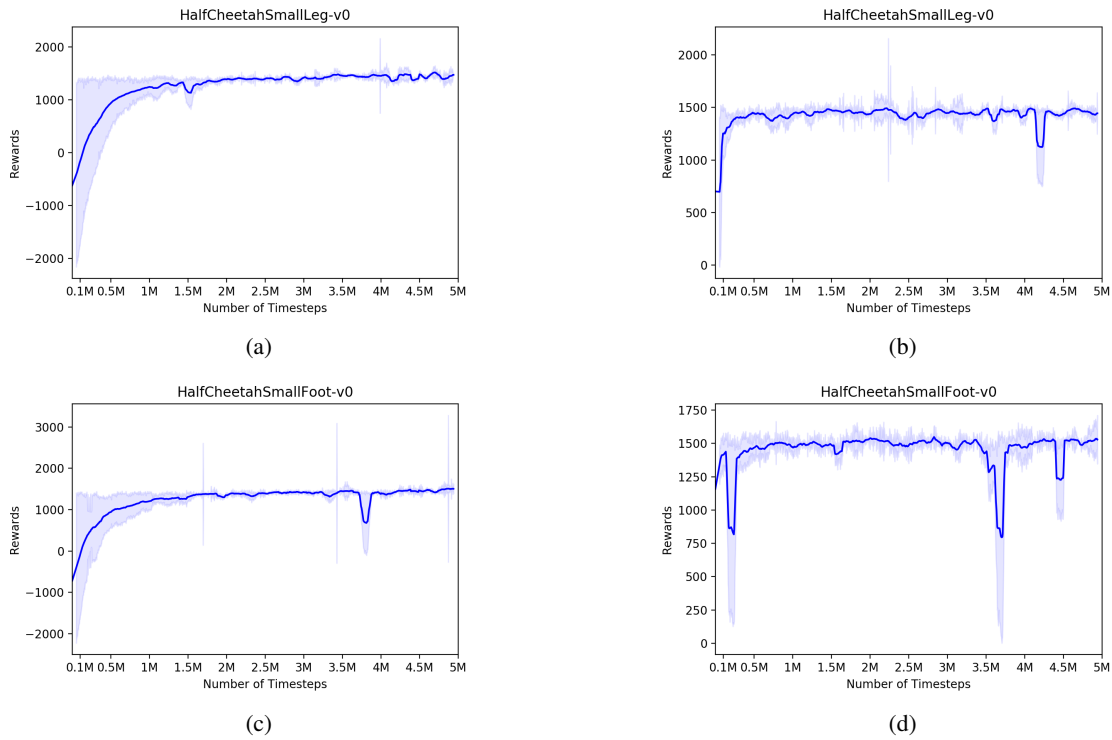 HalfCheetahSmallLeg-v0
2000
1000
0
−1000
−2000
Rewards
0.1M 0.5M 1M 1.5M 2M 2.5M 3M 3.5M 4M 4.5M 5M
Number of Timesteps
(a)
HalfCheetahSmallLeg-v0
2000
1500
1000
500
0
Rewards
0.1M 0.5M 1M 1.5M 2M 2.5M 3M 3.5M 4M 4.5M 5M
Number of Timesteps
(b)
HalfCheetahSmallFoot-v0
3000
2000
1000
0
−1000
−2000
Rewards
0.1M 0.5M 1M 1.5M 2M 2.5M 3M 3.5M 4M 4.5M 5M
Number of Timesteps
(c)
HalfCheetahSmallFoot-v0
1750
1500
1250
1000
750
500
250
0
Rewards
0.1M 0.5M 1M 1.5M 2M 2.5M 3M 3.5M 4M 4.5M 5M
Number of Timesteps
(d)